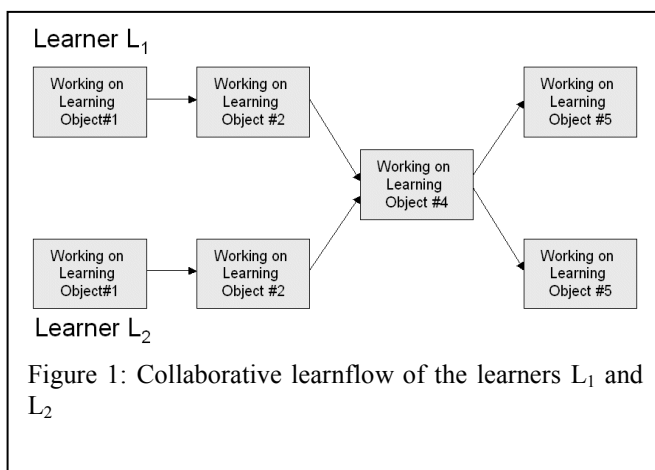 Learner L₁
Working on
Learning
Object#1
Working on
Learning
Object #2
Working on
Learning
Object #5
Working on
Learning
Object #4
Working on
Learning
Object#1
Working on
Learning
Object #2
Working on
Learning
Object #5
Learner L₂
Figure 1: Collaborative learnflow of the learners L₁ and
L₂